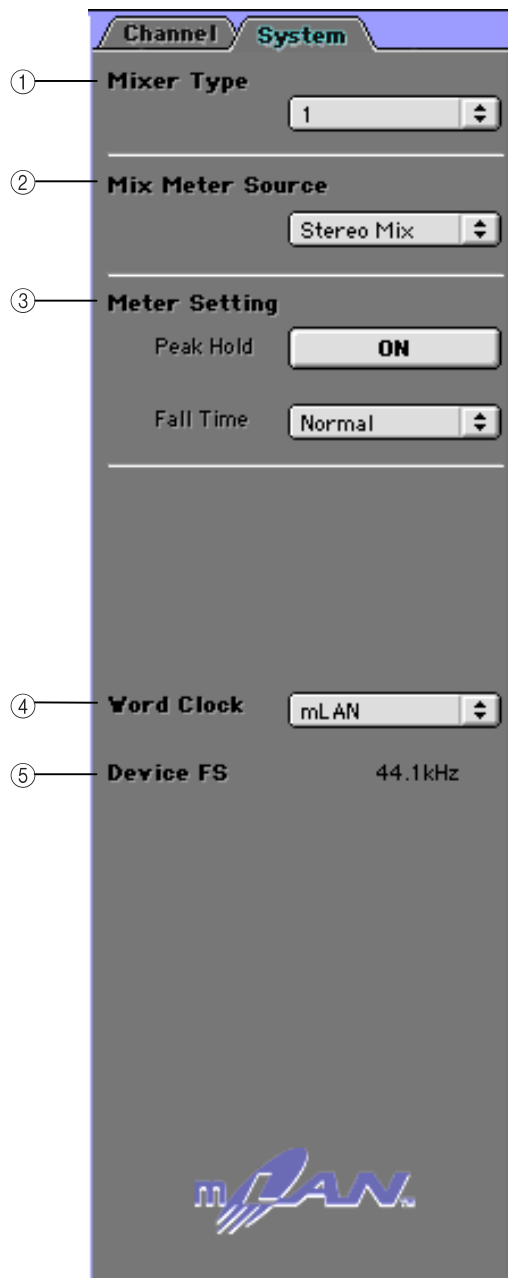 Channel System
① Mixer Type
1
② Mix Meter Source
Stereo Mix
③ Meter Setting
Peak Hold ON
Fall Time Normal
④ Word Clock mLAN
⑤ Device FS 44.1kHz
mLAN™